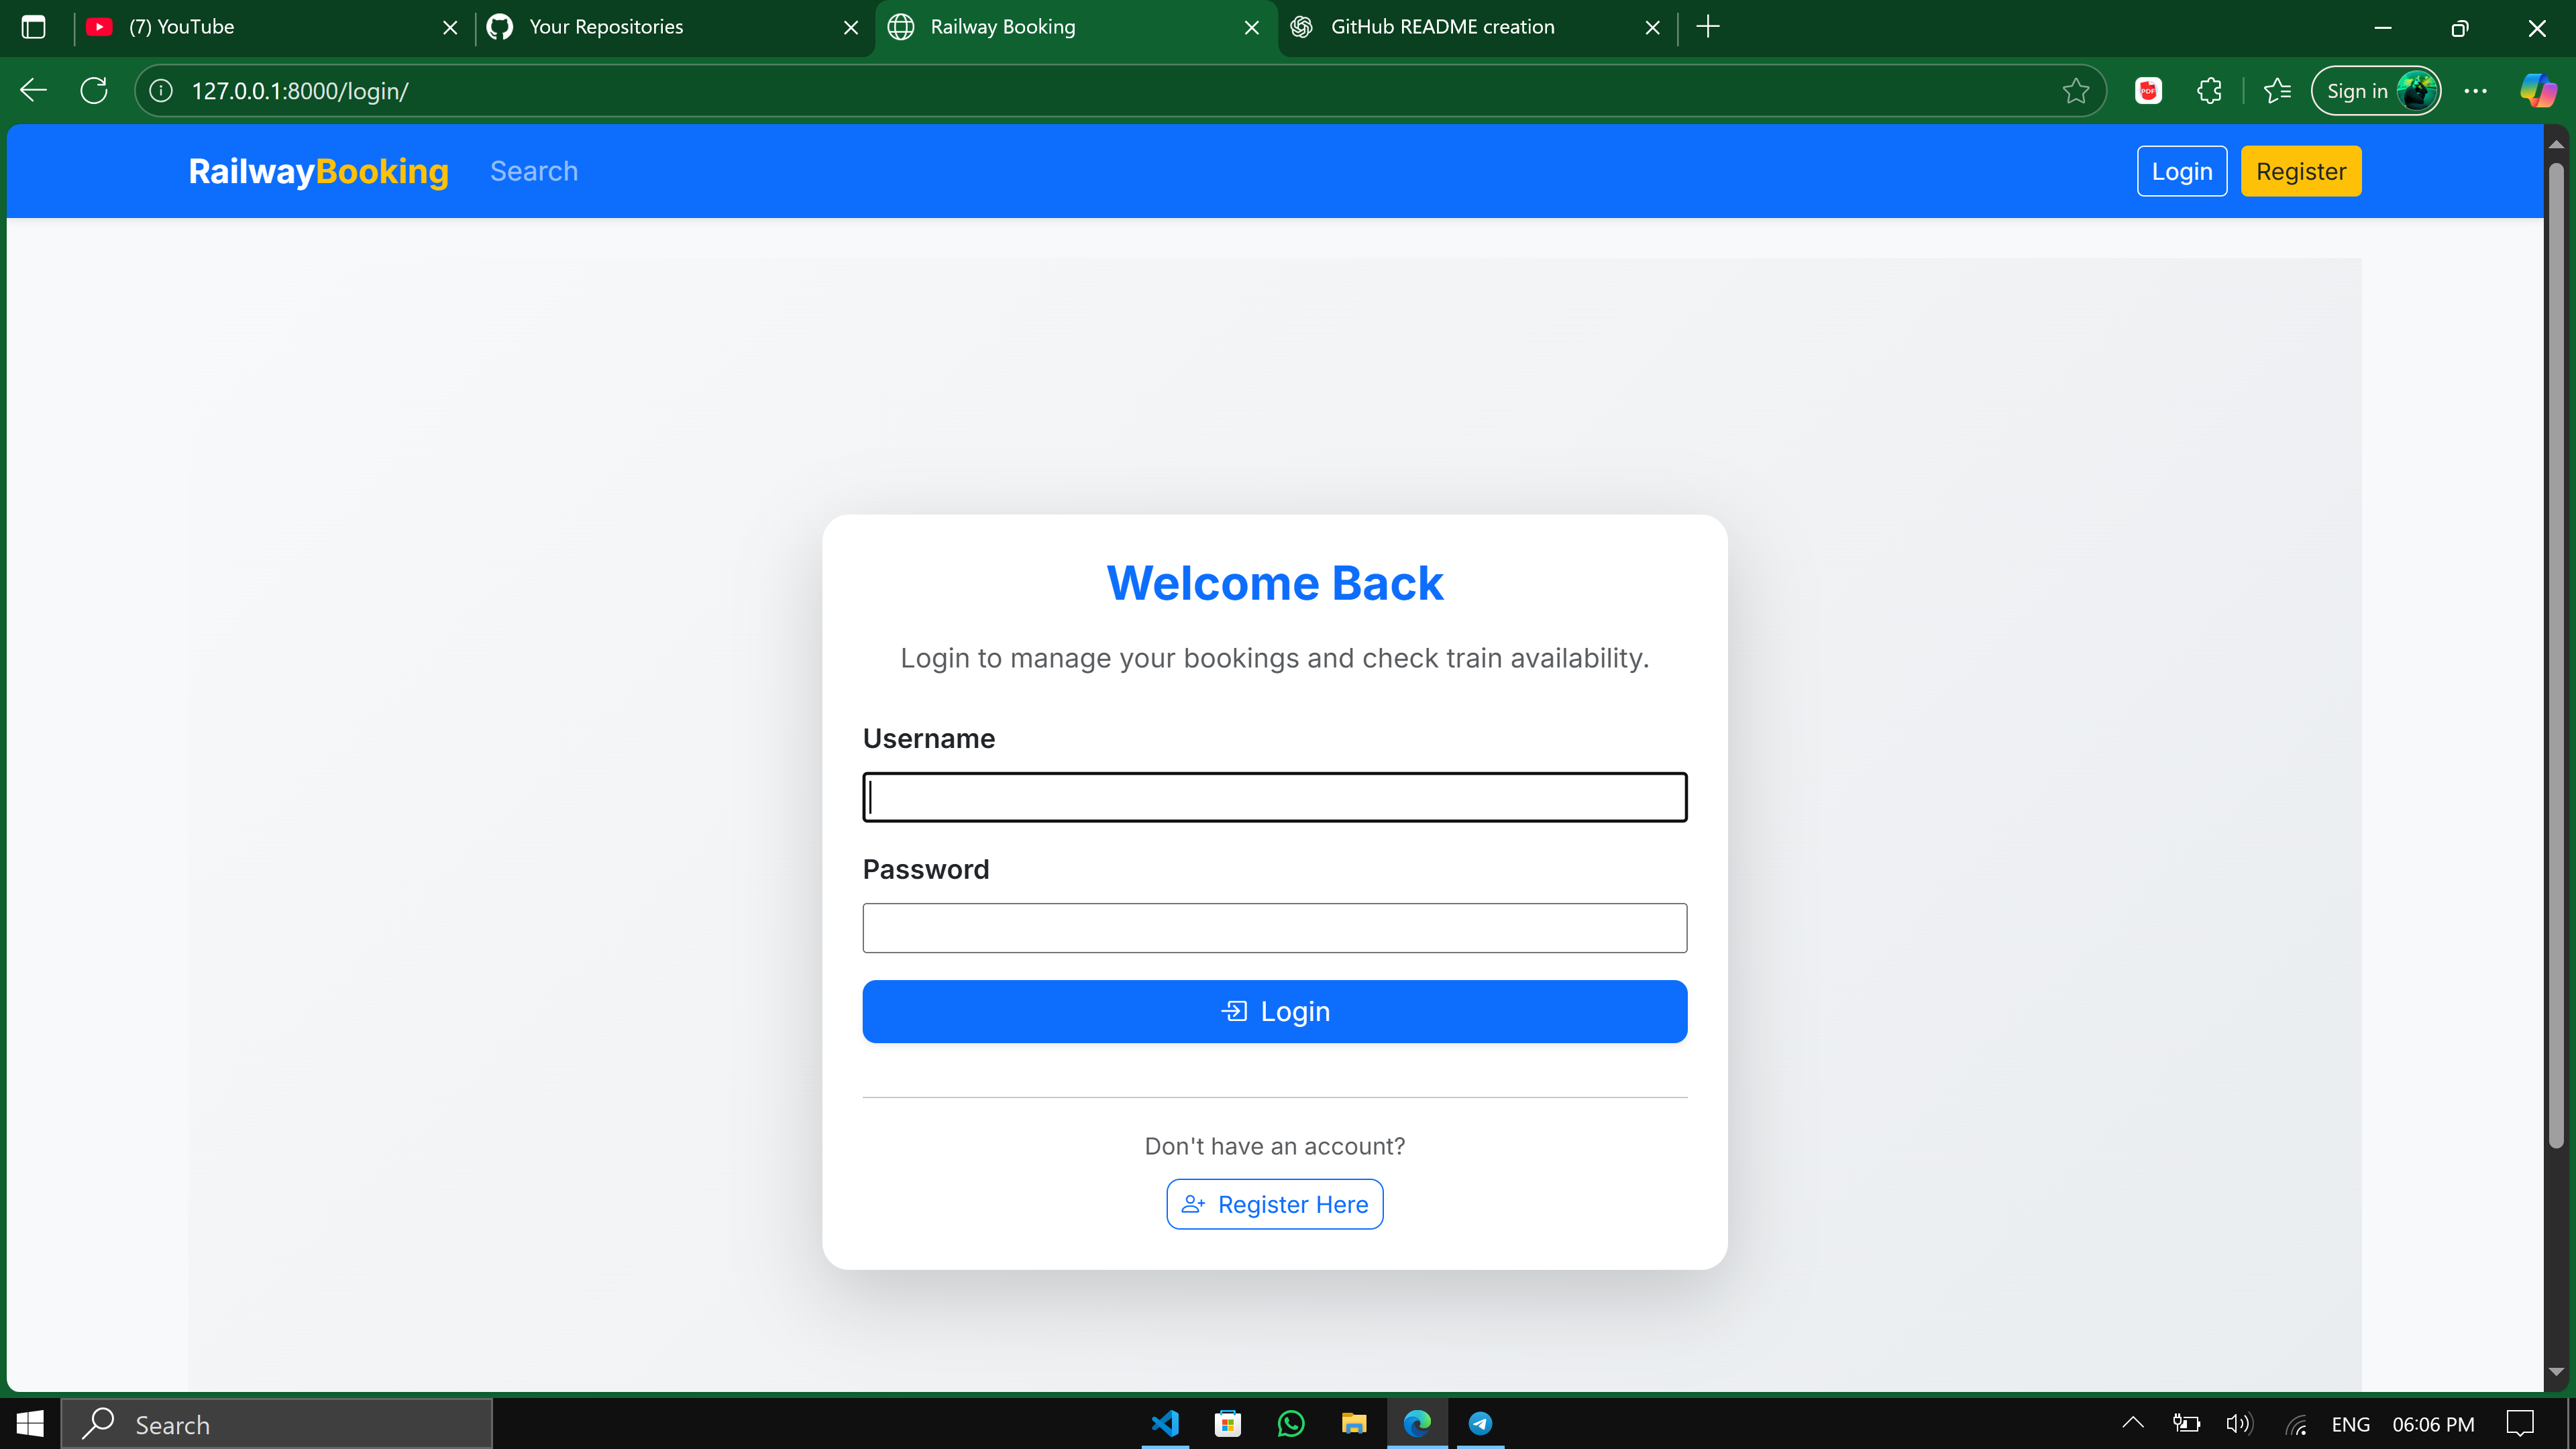 (7) YouTube
Your Repositories
Railway Booking
GitHub README creation
127.0.0.1:8000/login/
PDF
Sign in
RailwayBooking
Search
Login
Register
Welcome Back
Login to manage your bookings and check train availability.
Username
Password
Login
Don't have an account?
Register Here
Search
ENG
06:06 PM